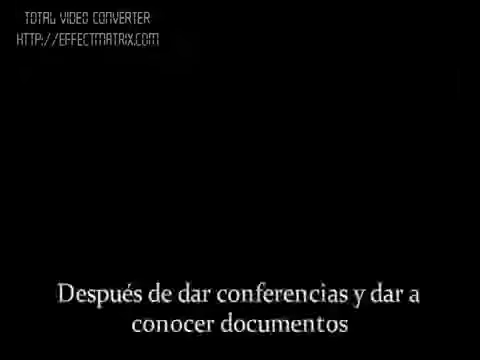 TOTAL VIDEO CONVERTER
HTTP://EFFECTMATRIX.COM
Después de dar conferencias y dar a
conocer documentos